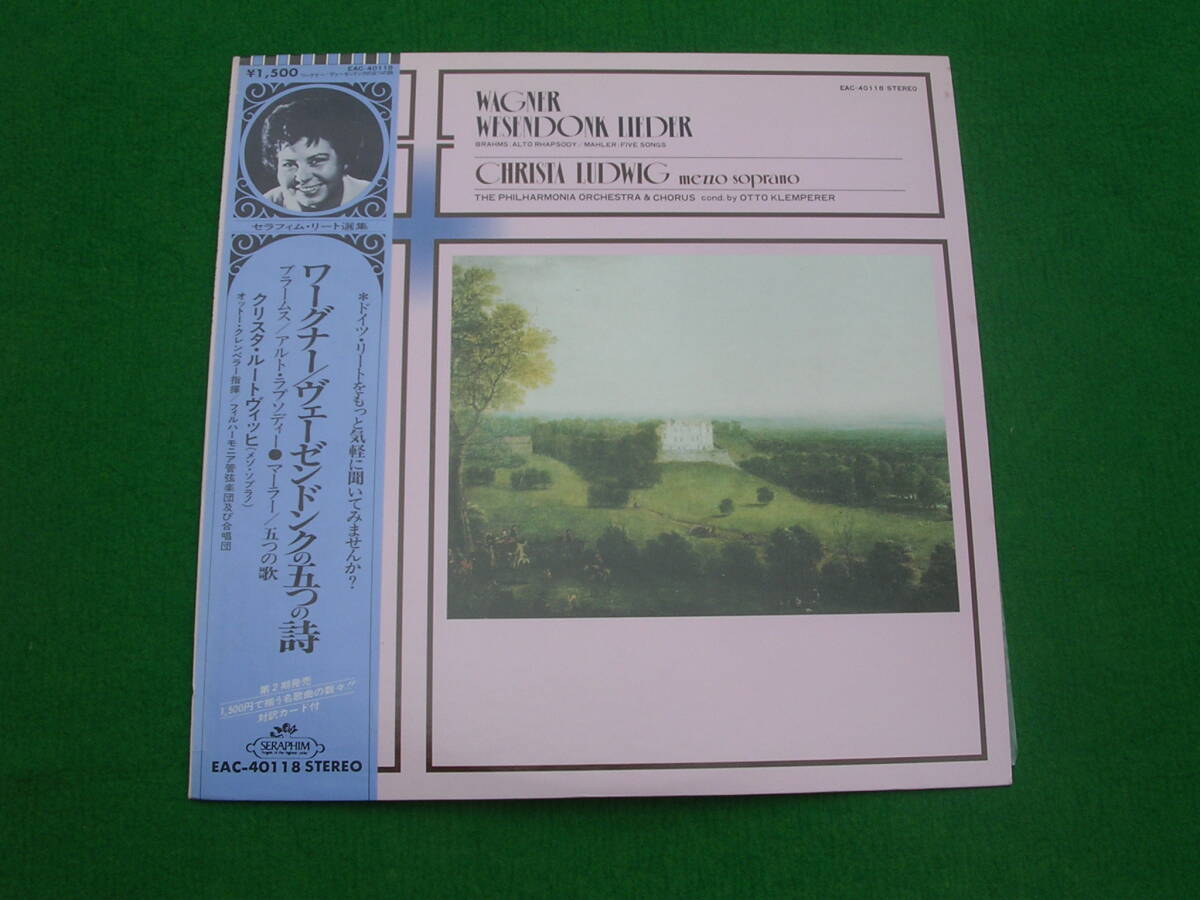 ¥1,500
EAC-40118
セラフィム・リート選集
*ドイツ・リートをもっと気軽に聞いてみませんか?
ワーグナー/ヴェーゼンドンクの五つの詩
ブラームス/アルト・ラプソディー●マーラー/五つの歌
クリスタ・ルートヴィッヒ(メゾ・ソプラノ)
オットー・クレンペラー指揮/フィルハーモニア管弦楽団及び合唱団
第2期発売
1,500円で揃う名歌曲の数々!!
対訳カード付
SERAPHIM
EAC-40118 STEREO
EAC-40118 STEREO
WAGNER
WESENDONK LIEDER
BRAHMS: ALTO RHAPSODY / MAHLER: FIVE SONGS
CHRISTA LUDWIG mezzo soprano
THE PHILHARMONIA ORCHESTRA & CHORUS cond. by OTTO KLEMPERER